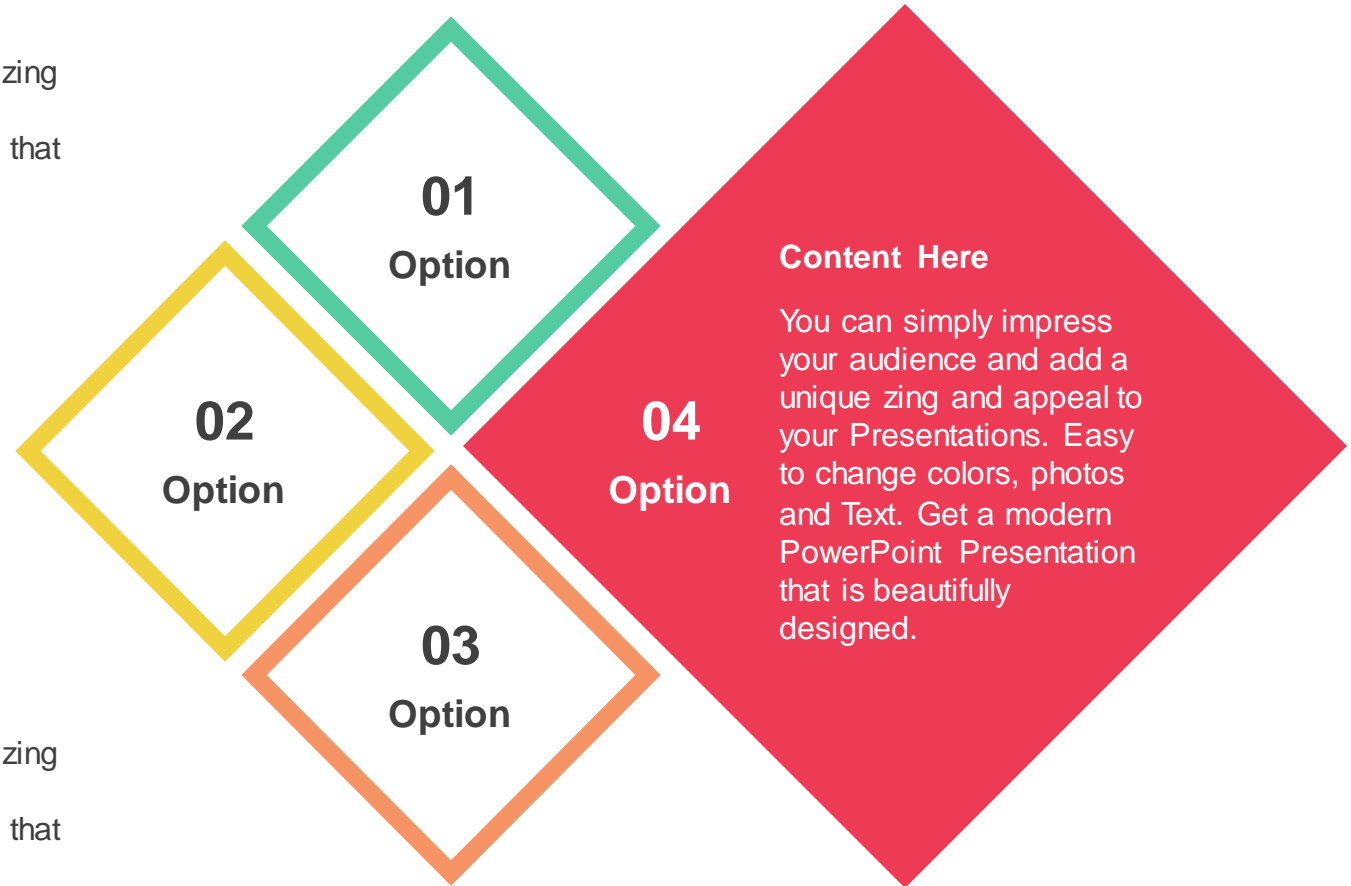 zing
that
01
Option
02
Option
03
Option
04
Option
Content Here
You can simply impress
your audience and add a
unique zing and appeal to
your Presentations. Easy
to change colors, photos
and Text. Get a modern
PowerPoint Presentation
that is beautifully
designed.
zing
that